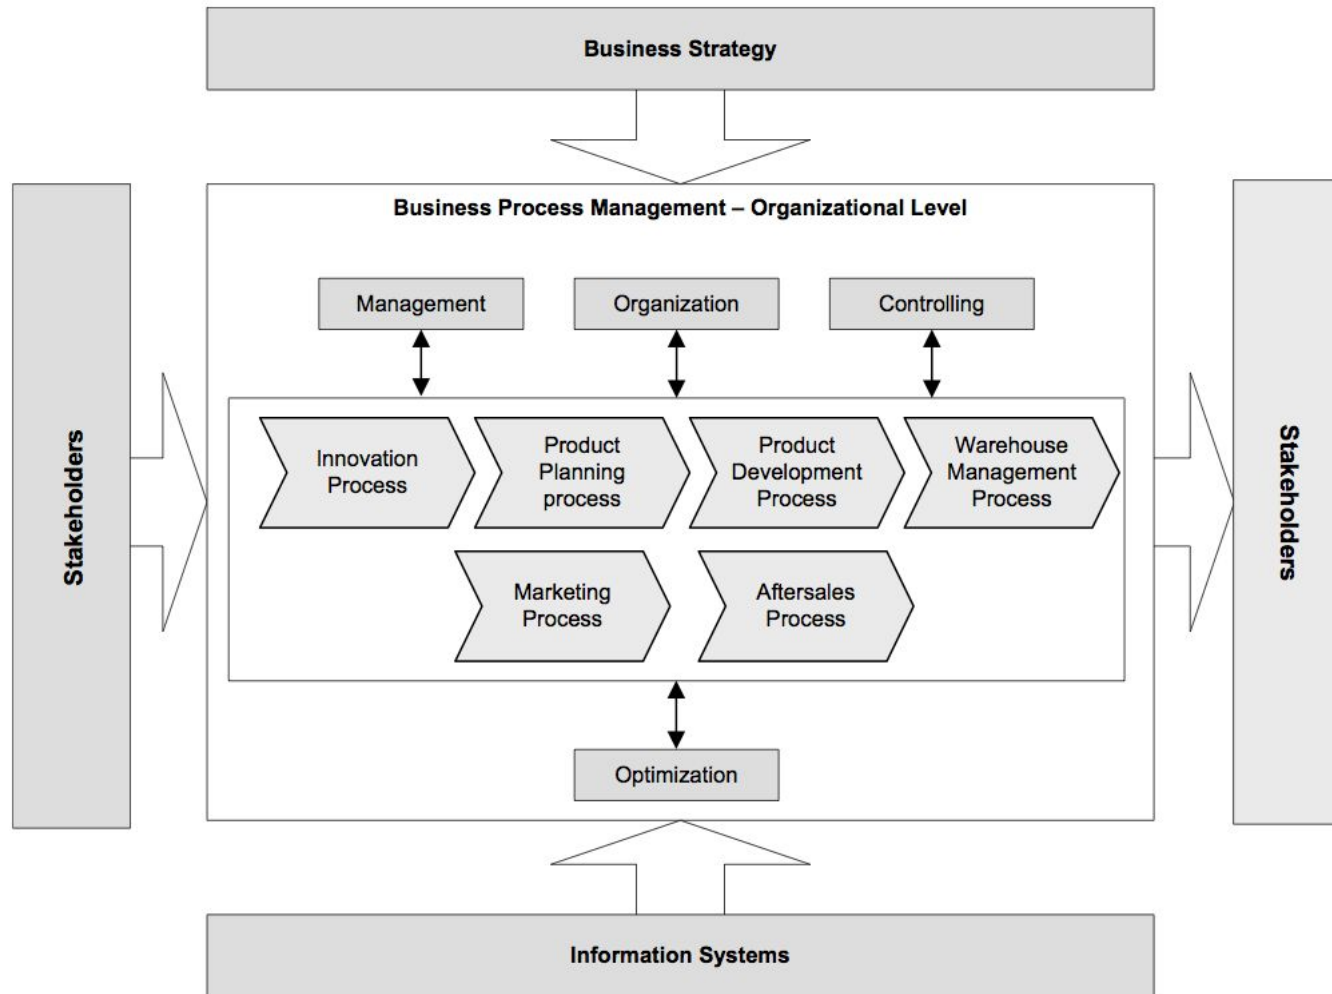 Business Strategy
Business Process Management – Organizational Level
Management
Organization
Controlling
Stakeholders
Innovation
Process
Product
Planning
process
Product
Development
Process
Warehouse
Management
Process
Marketing
Process
Aftersales
Process
Stakeholders
Optimization
Information Systems